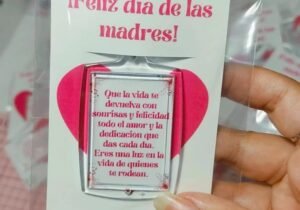 ¡Feliz día de las
madres!
Que la vida te
devuelva con
sonrisas y felicidad
todo el amor y la
dedicación que
das cada día.
Eres una luz en la
vida de quienes
te rodean.